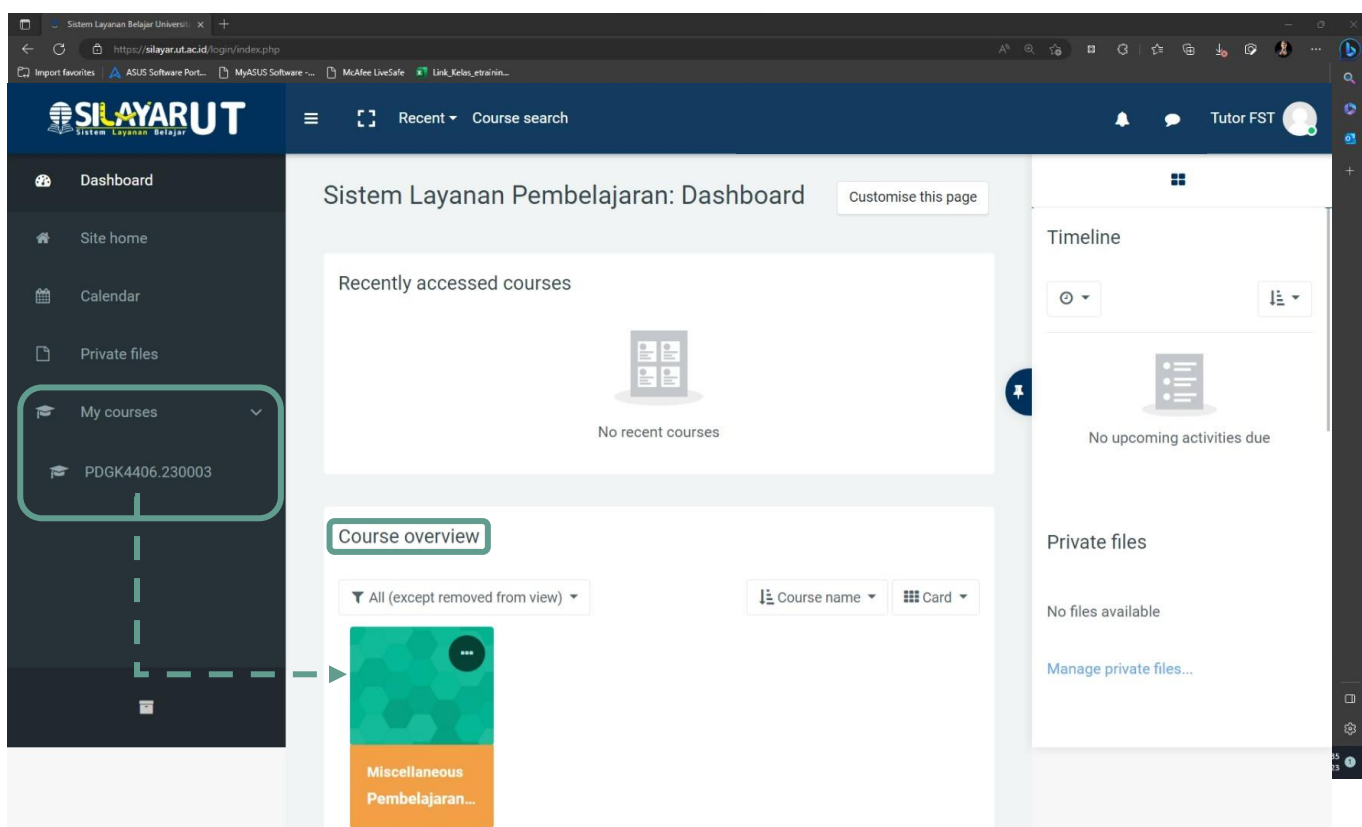 Sistem Layanan Belajar Universit
https://silayar.ut.ac.id/login/index.php
Import favorites
ASUS Software Port...
MyASUS Software -...
McAfee LiveSafe
Link_Kelas_etrainin...
SILAYARUT
Sistem Layanan Belajar
Recent
Course search
Tutor FST
Dashboard
Site home
Calendar
Private files
My courses
PDGK4406.230003
Sistem Layanan Pembelajaran: Dashboard
Customise this page
Recently accessed courses
No recent courses
Course overview
All (except removed from view)
Course name
Card
Miscellaneous
Pembelajaran...
Timeline
No upcoming activities due
Private files
No files available
Manage private files...
35
23
1